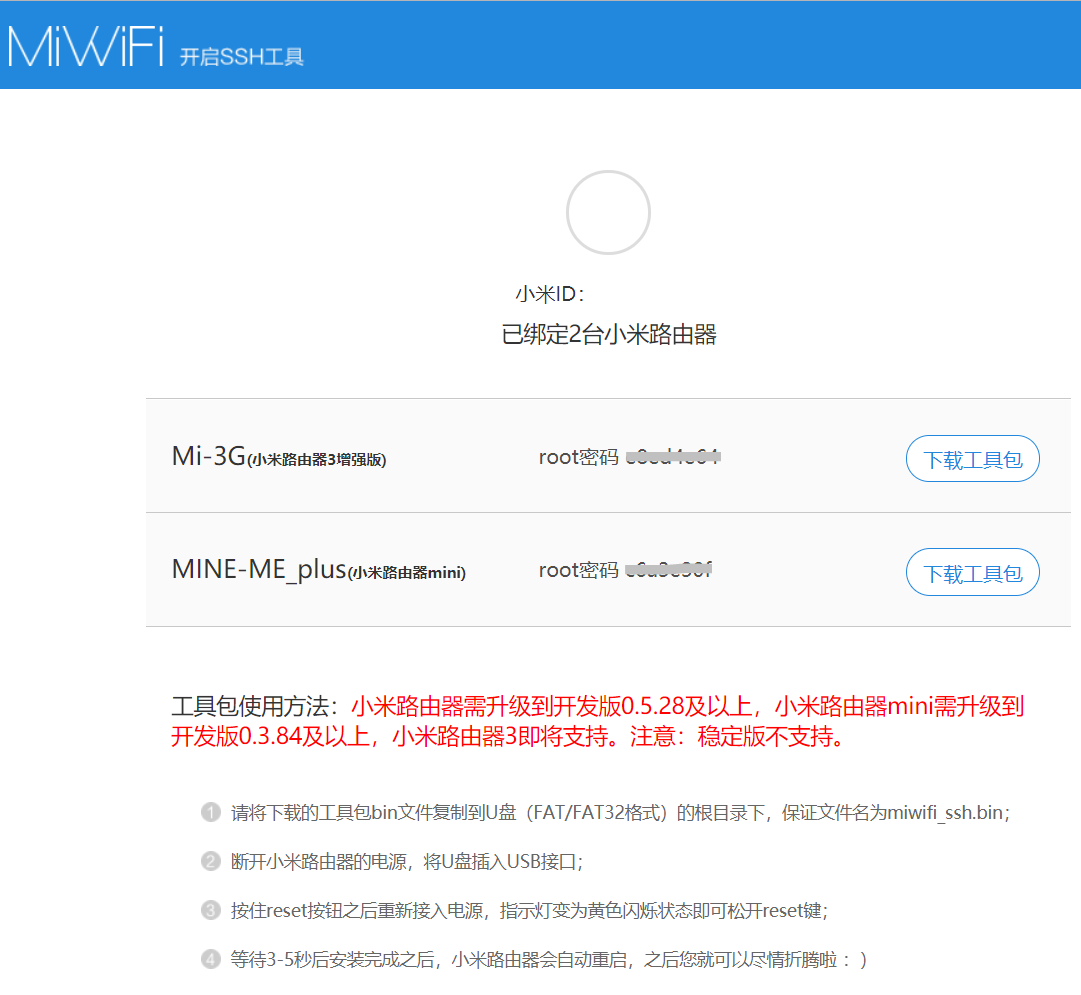 MiWiFi 开启SSH工具
小米ID：
已绑定2台小米路由器
Mi-3G(小米路由器3增强版) root密码 下载工具包
MINE-ME_plus(小米路由器mini) root密码 下载工具包
工具包使用方法：小米路由器需升级到开发版0.5.28及以上，小米路由器mini需升级到
开发版0.3.84及以上，小米路由器3即将支持。注意：稳定版不支持。
1 请将下载的工具包bin文件复制到U盘（FAT/FAT32格式）的根目录下，保证文件名为miwifi_ssh.bin；
2 断开小米路由器的电源，将U盘插入USB接口；
3 按住reset按钮之后重新接入电源，指示灯变为黄色闪烁状态即可松开reset键；
4 等待3-5秒后安装完成之后，小米路由器会自动重启，之后您就可以尽情折腾啦 ：）